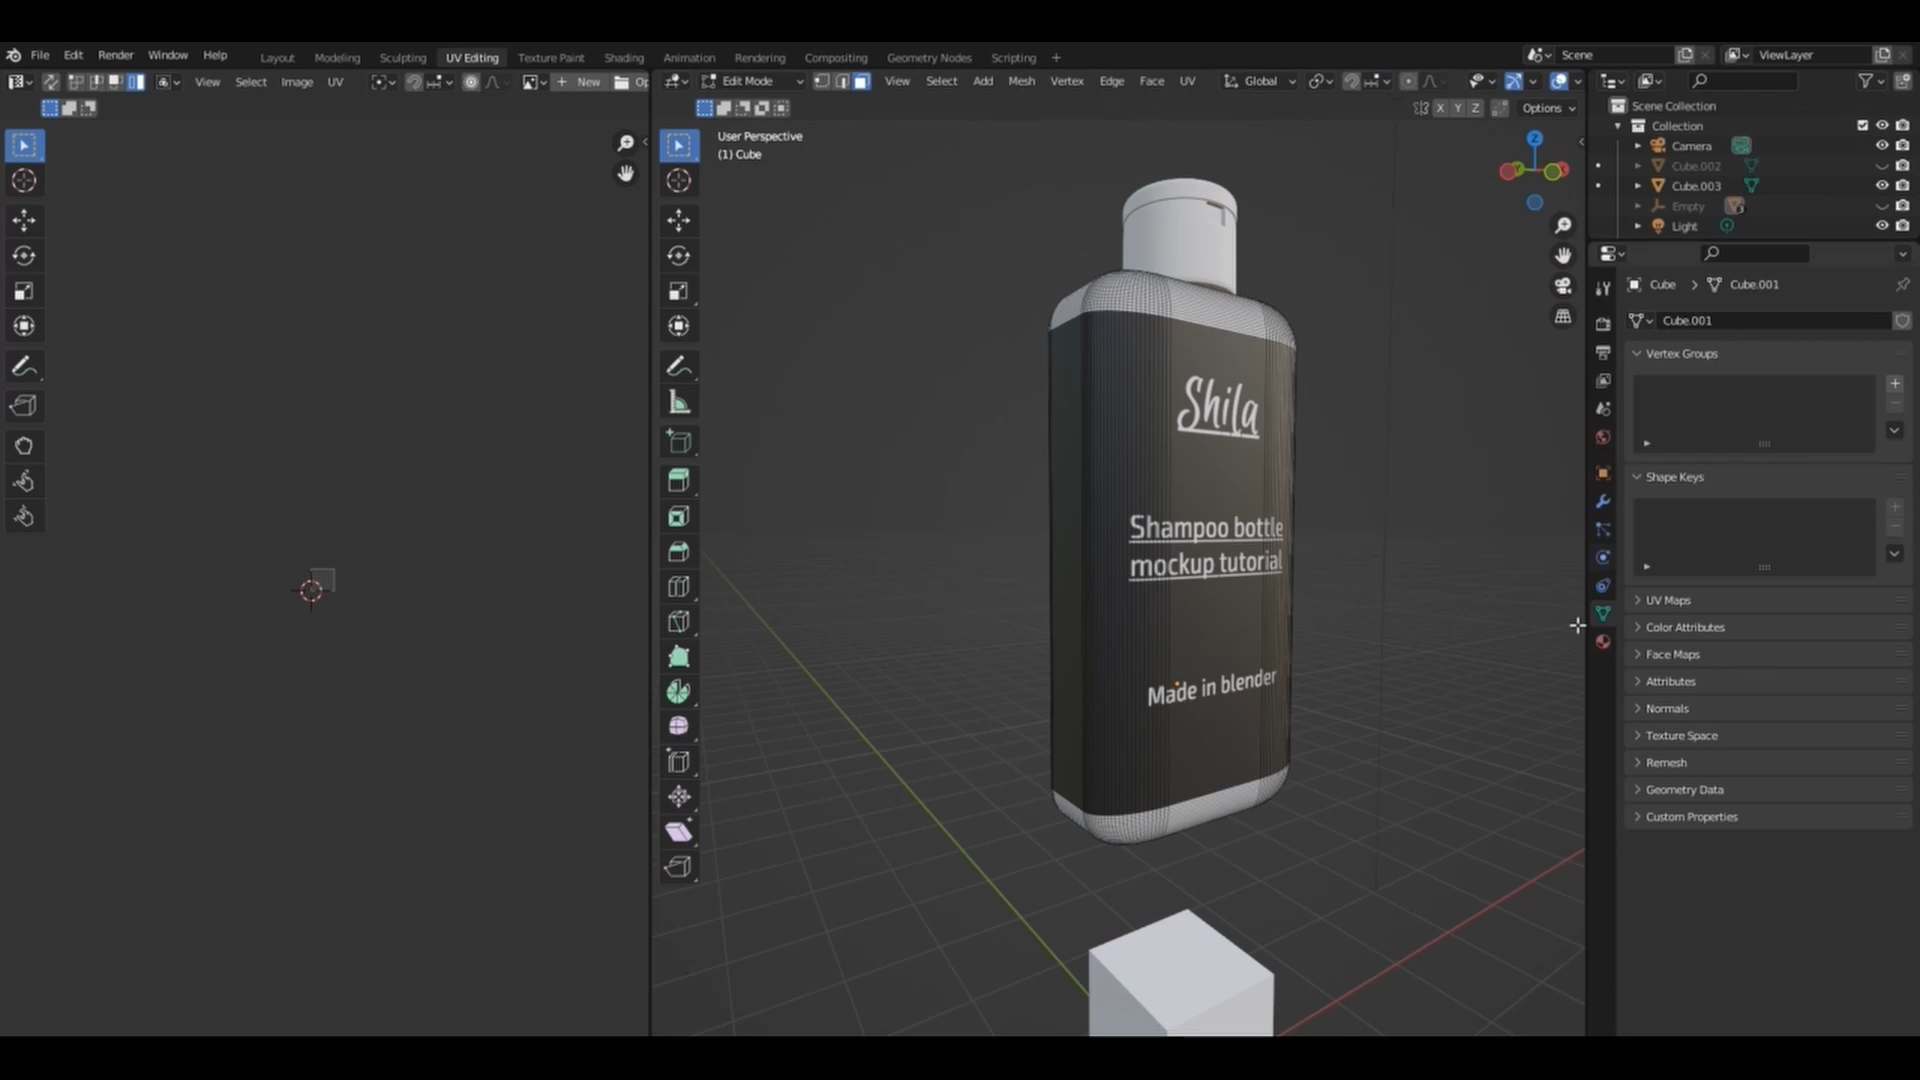 File Edit Render Window Help
Layout Modeling Sculpting UV Editing Texture Paint Shading Animation Rendering Compositing Geometry Nodes Scripting +
Scene
ViewLayer
View Select Image UV
+ New
Edit Mode
View Select Add Mesh Vertex Edge Face UV
Global
X Y Z
Options
User Perspective
(1) Cube
Z
Shila
Shampoo bottle
mockup tutorial
Made in blender
Scene Collection
Collection
Camera
Cube.002
Cube.003
Empty
3
Light
Cube > Cube.001
Cube.001
Vertex Groups
Shape Keys
UV Maps
Color Attributes
Face Maps
Attributes
Normals
Texture Space
Remesh
Geometry Data
Custom Properties